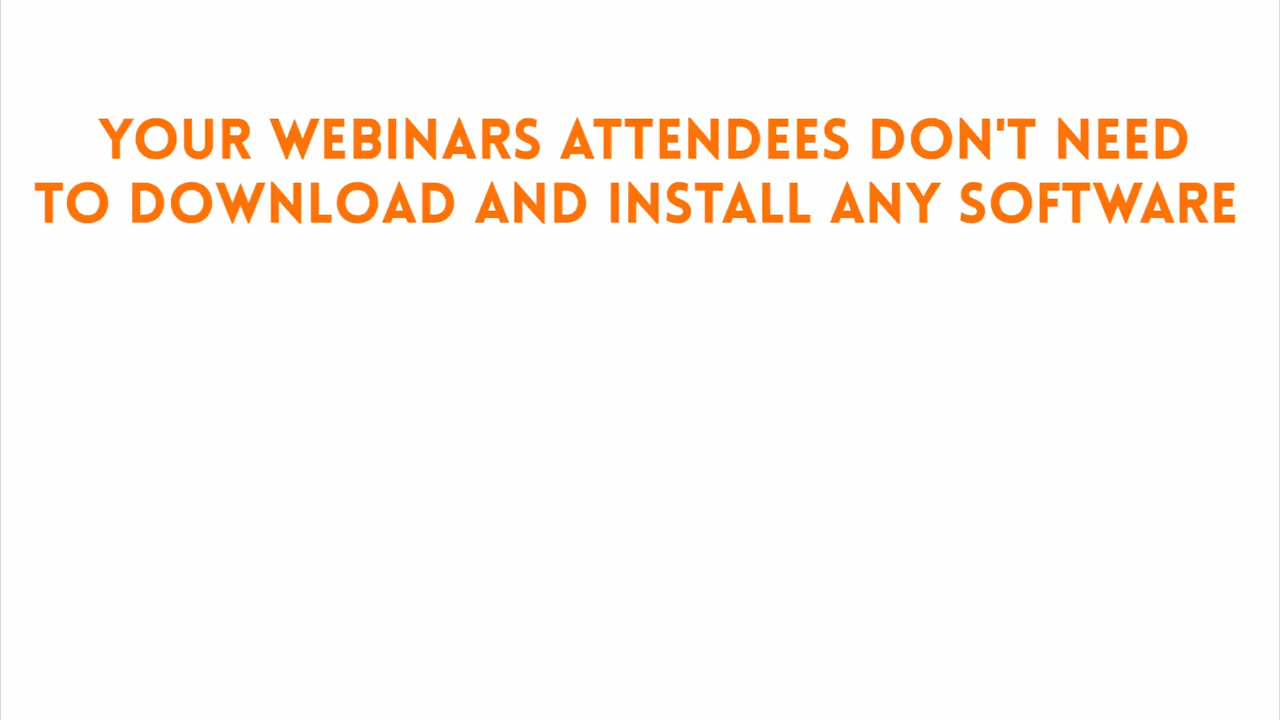 YOUR WEBINARS ATTENDEES DON'T NEED
TO DOWNLOAD AND INSTALL ANY SOFTWARE